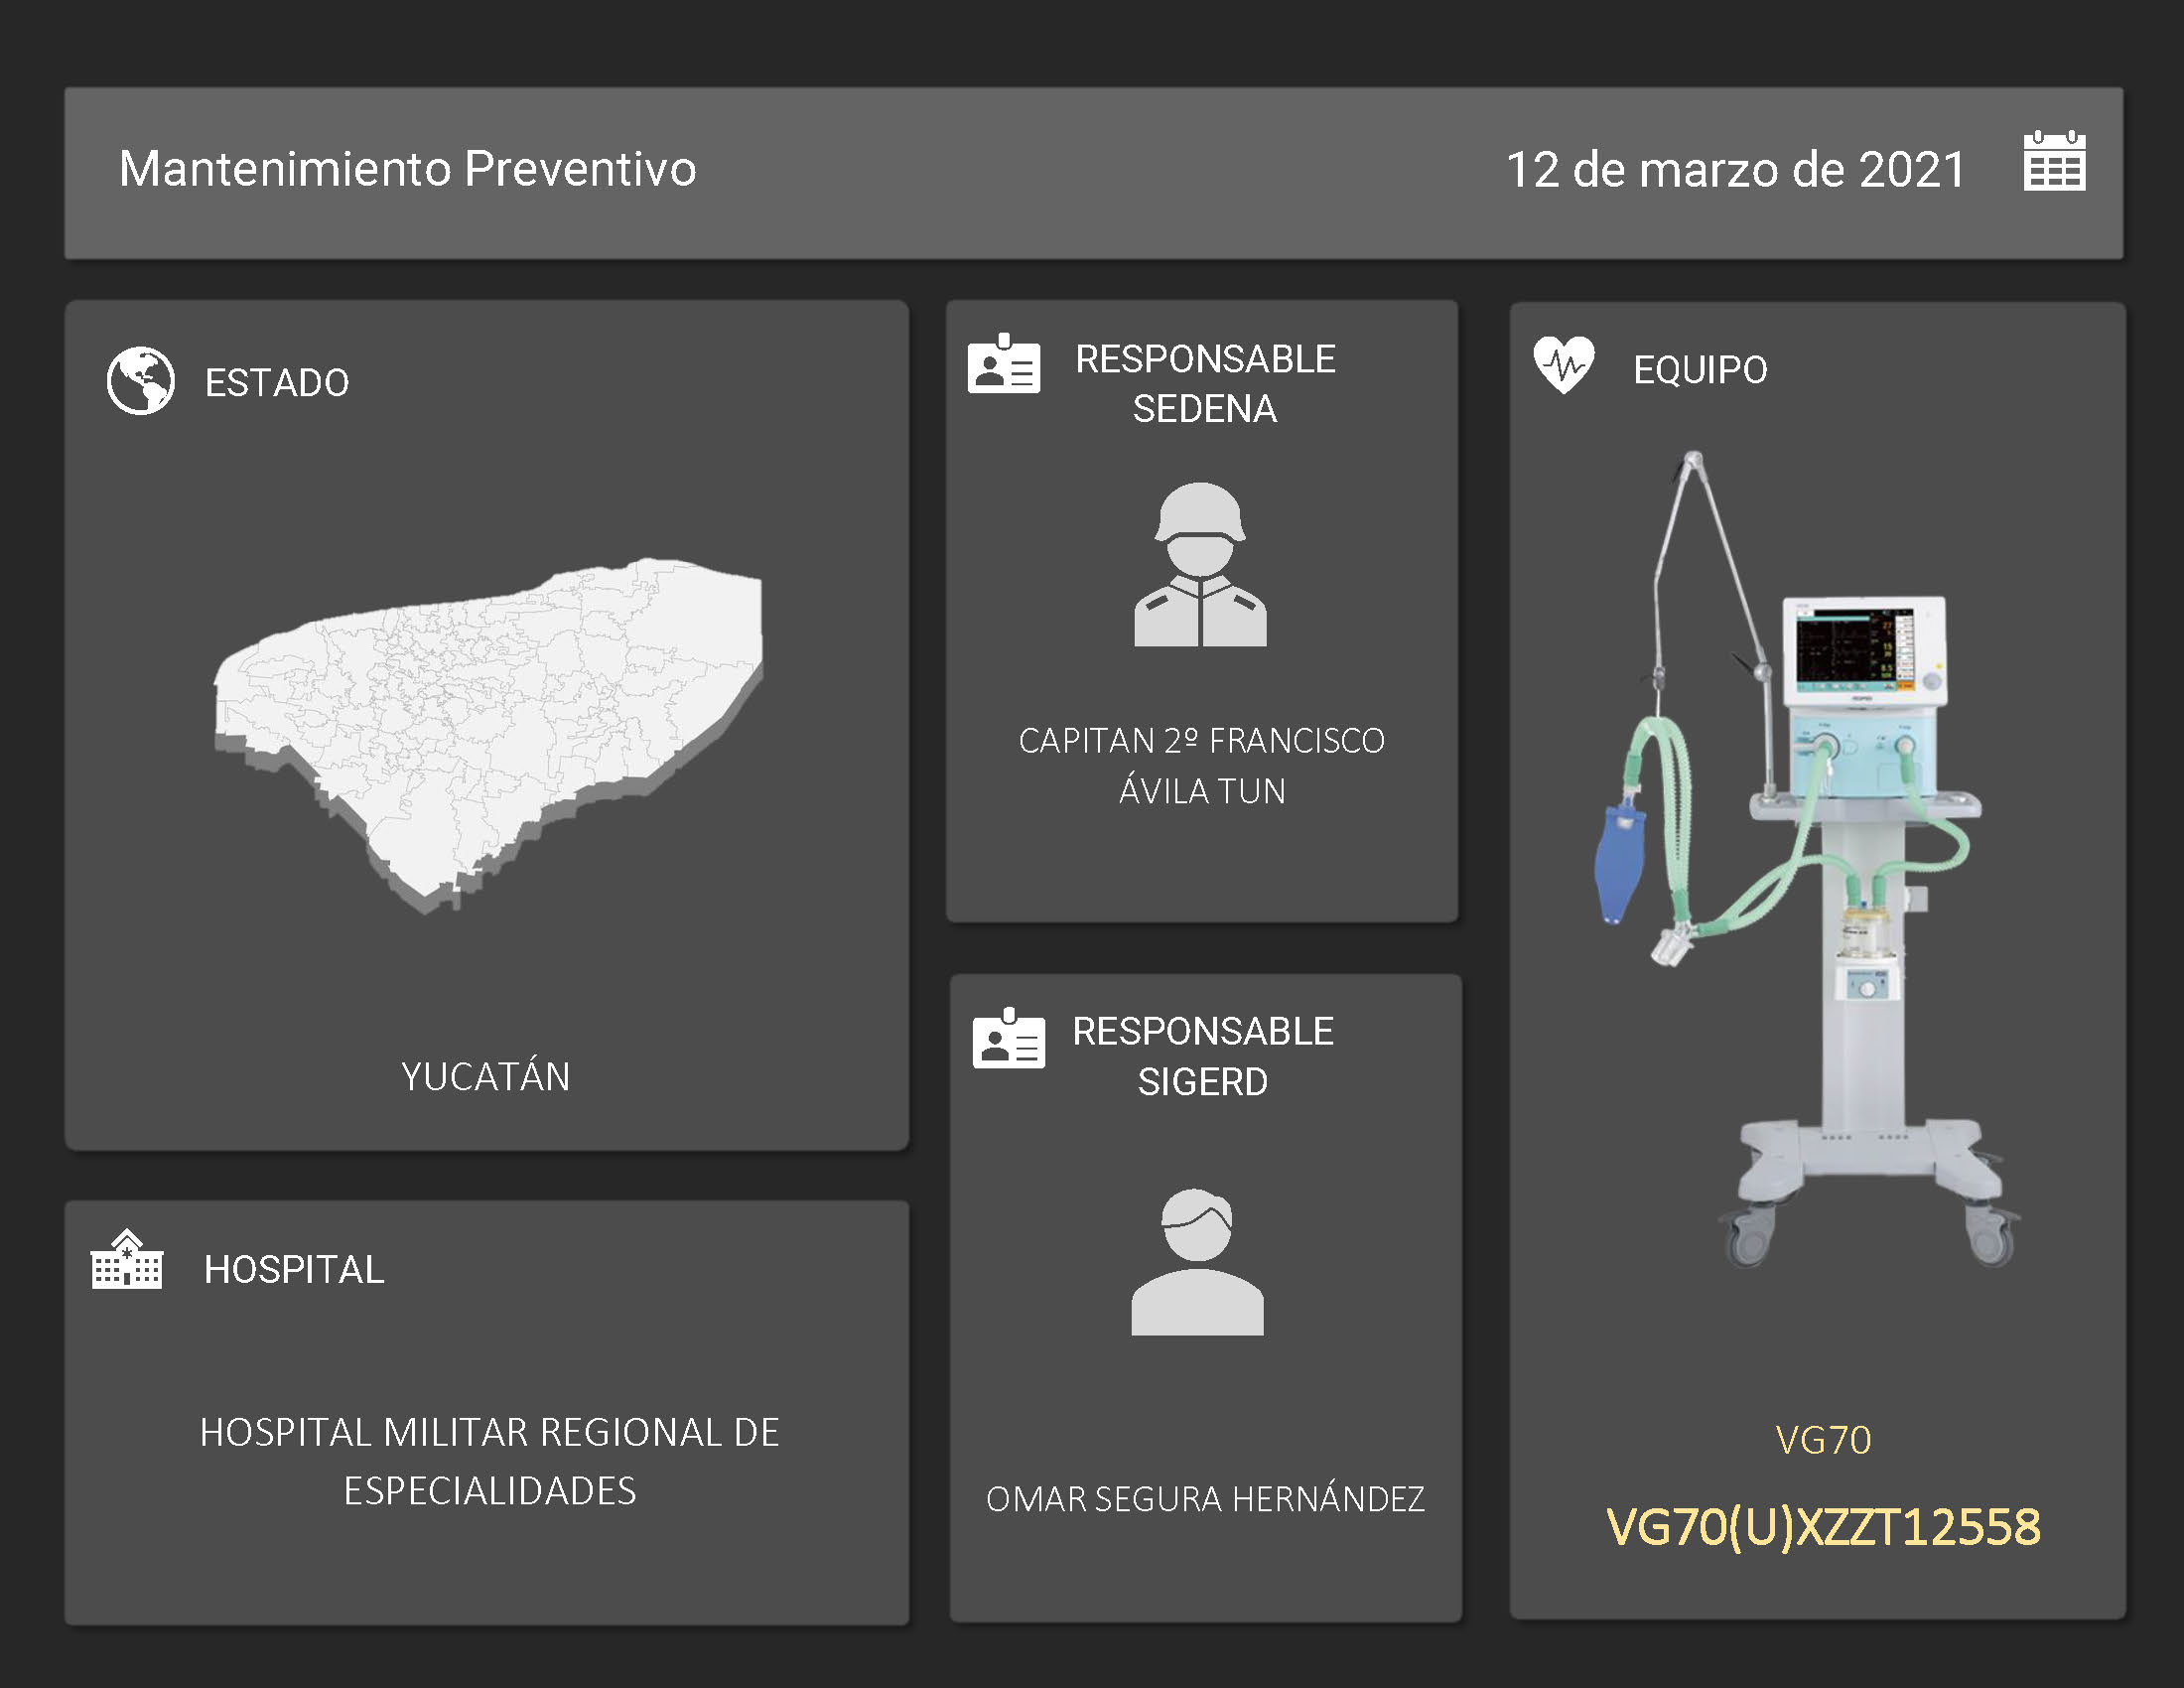 Mantenimiento Preventivo
12 de marzo de 2021
ESTADO
YUCATÁN
HOSPITAL
HOSPITAL MILITAR REGIONAL DE
ESPECIALIDADES
RESPONSABLE
SEDENA
CAPITAN 2º FRANCISCO
ÁVILA TUN
RESPONSABLE
SIGERD
OMAR SEGURA HERNÁNDEZ
EQUIPO
VG70
VG70(U)XZZT12558